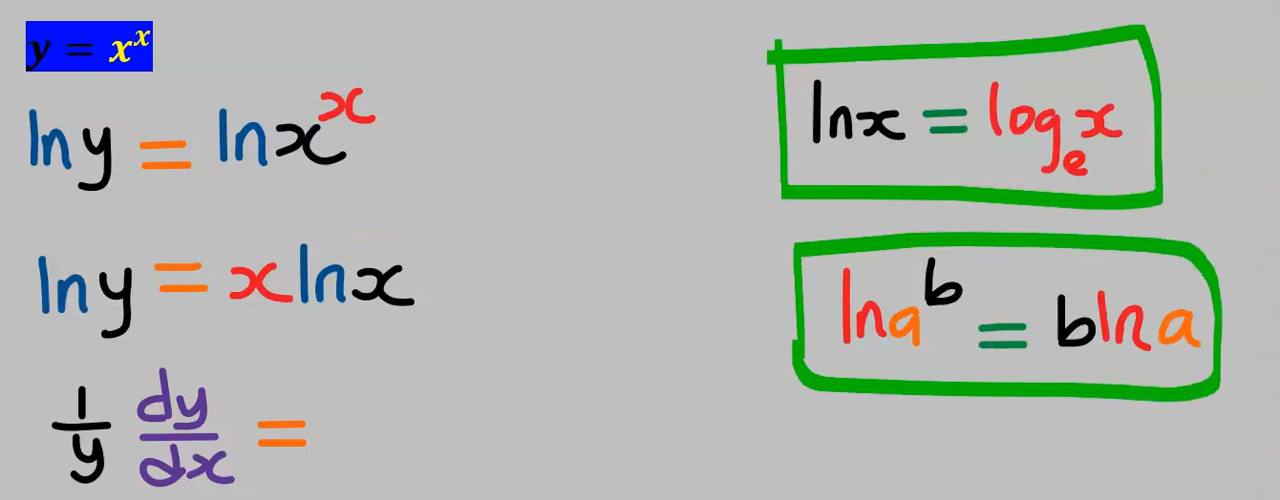 y = x^x
ln y = ln x^x
ln y = x ln x
1/y dy/dx =
ln x = log_e x
ln a^b = b ln a